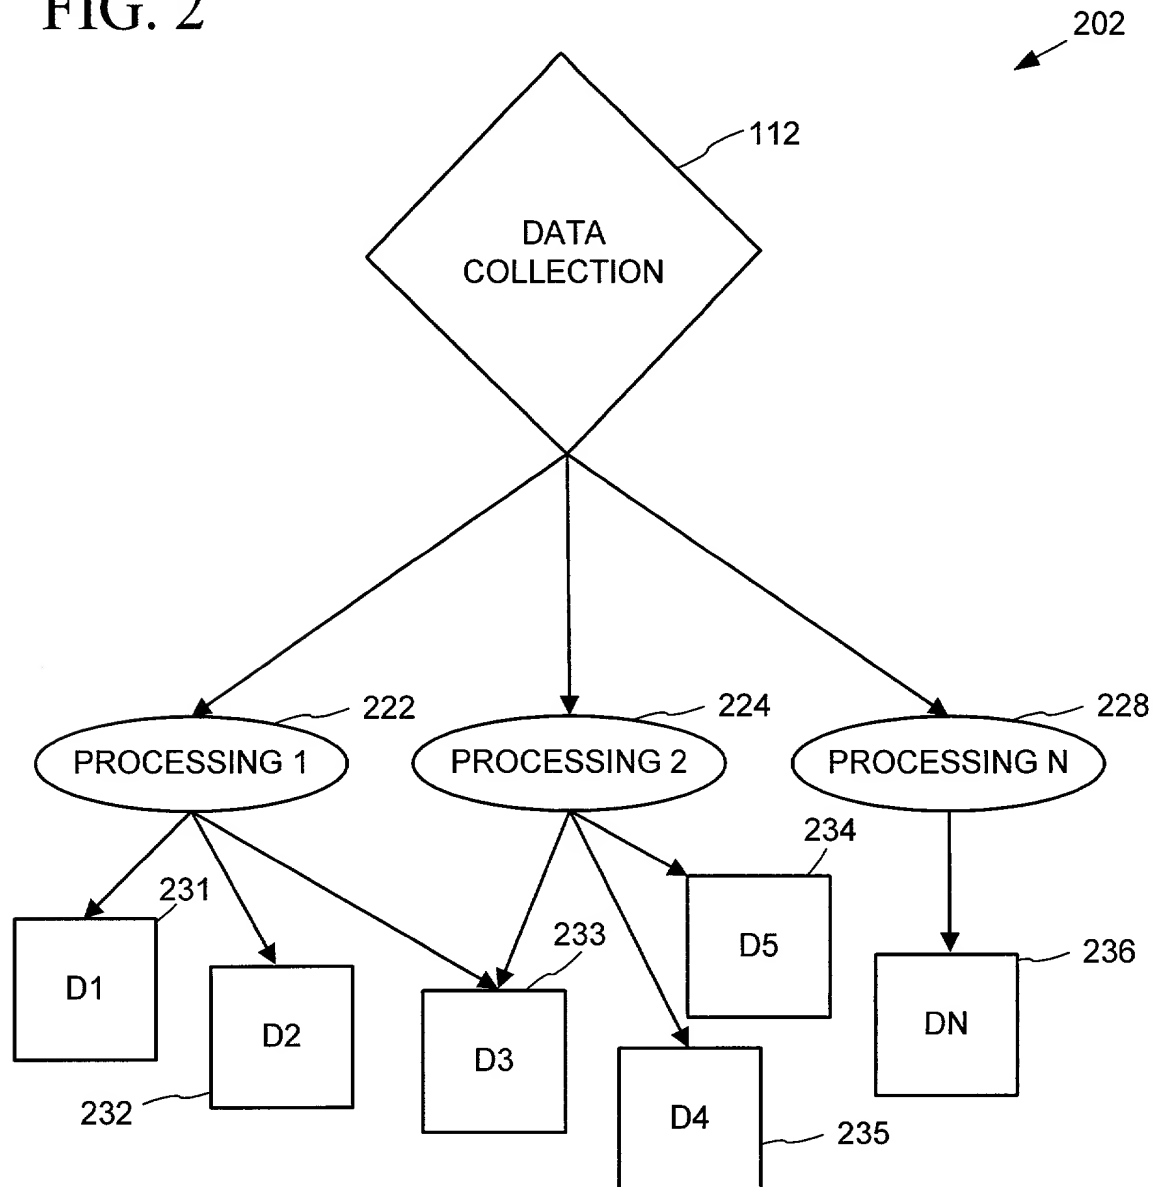 FIG. 2
202
112
DATA
COLLECTION
222
224
228
PROCESSING 1
PROCESSING 2
PROCESSING N
234
231
233
236
D5
D1
DN
D2
D3
232
D4
235